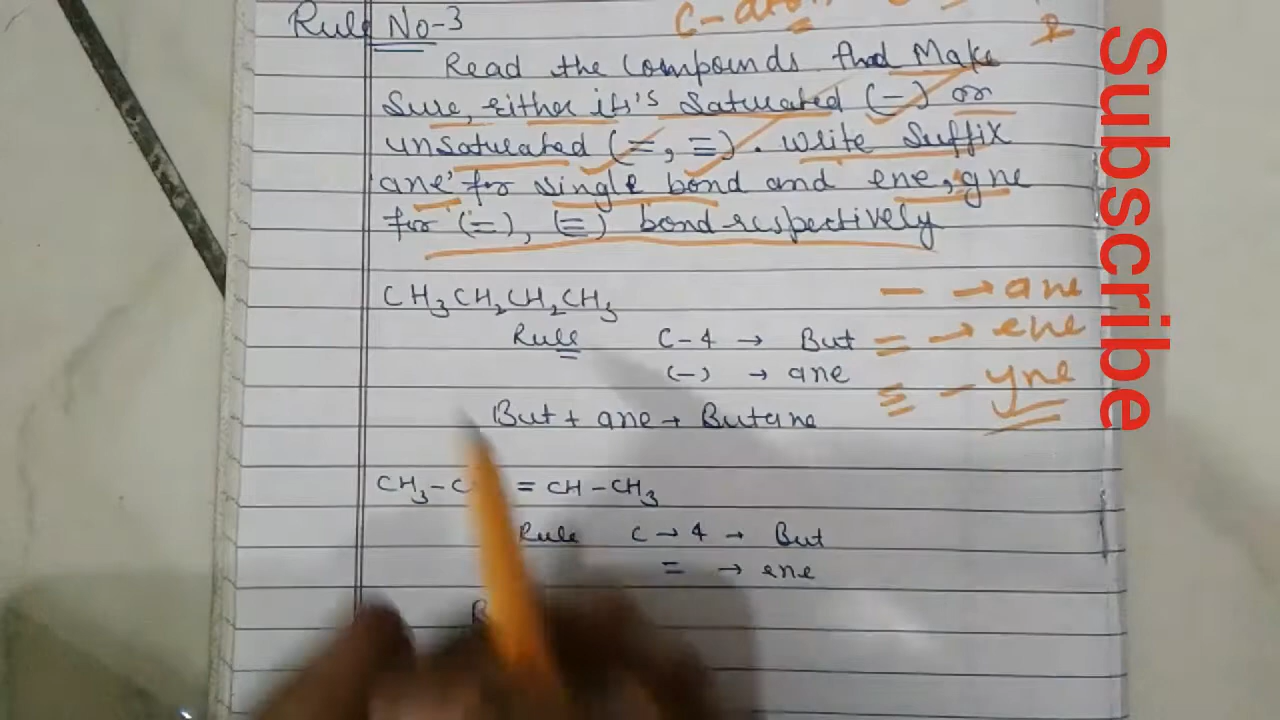 Rule No-3
C-atom
Read the Compounds that Make
Sure, either it's Saturated (-) or
unsaturated (=, ≡). write Suffix
'ane' for single bond and ene, yne
for (=), (≡) bond respectively
CH₃CH₂CH₂CH₃
- → ane
Rule C-4 → But
= → ene
(-) → ane
≡ - yne
But + ane → Butane
CH₃-C = CH-CH₃
Rule C → 4 → But
= → ene
B
Subscribe